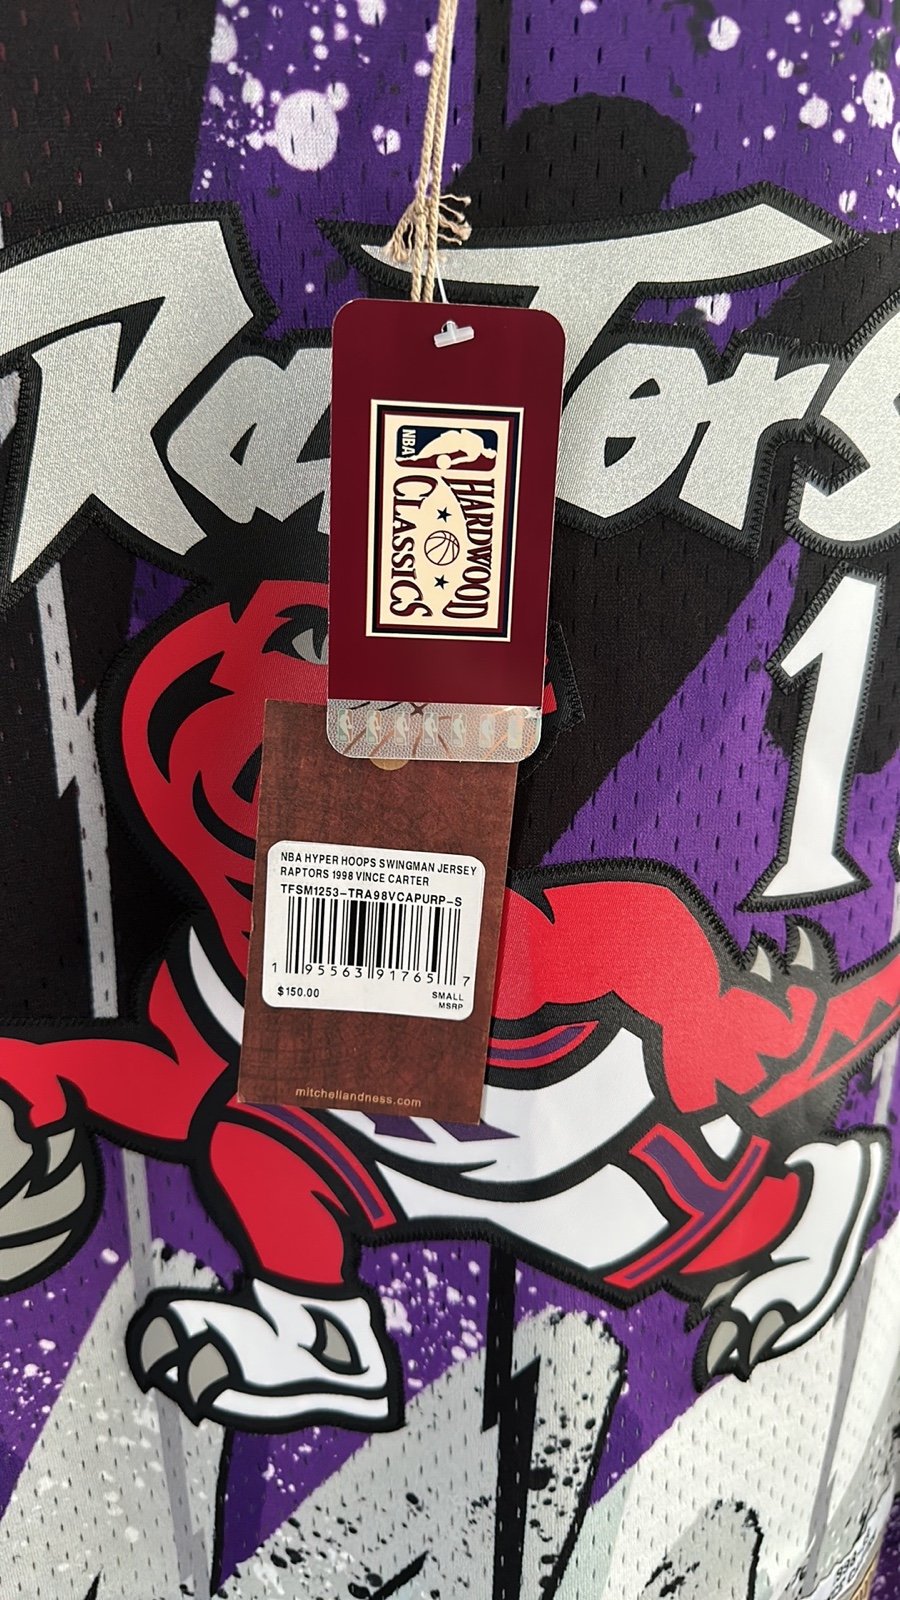 RapTorS
NBA
HARDWOOD
CLASSICS
1
NBA HYPER HOOPS SWINGMAN JERSEY
RAPTORS 1998 VINCE CARTER
TFSM1253-TRA98VCAPURP-S
1 95563 91765 7
$150.00
SMALL
MSRP
mitchellandness.com